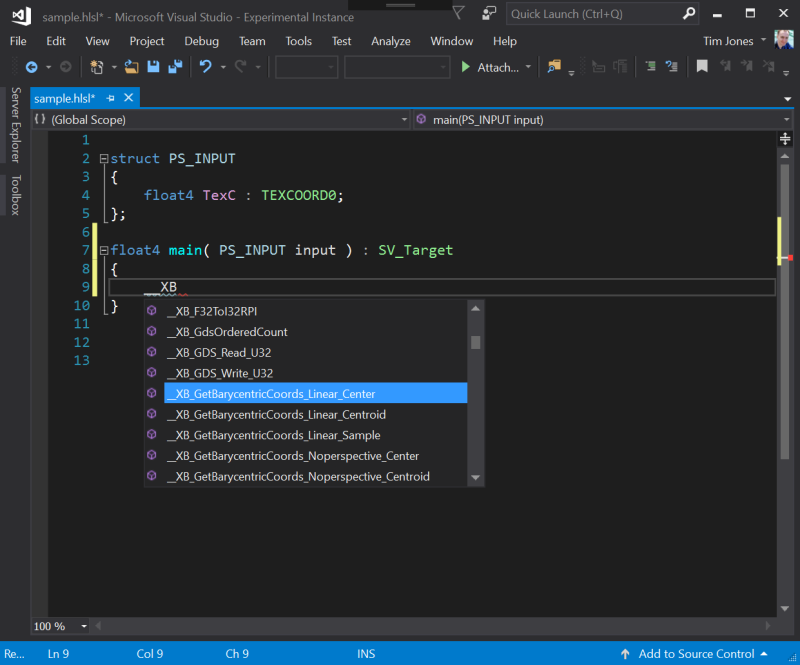 sample.hlsl* - Microsoft Visual Studio - Experimental Instance
Quick Launch (Ctrl+Q)
File Edit View Project Debug Team Tools Test Analyze Window Help Tim Jones
Attach...
Server Explorer
Toolbox
sample.hlsl*
{ } (Global Scope) main(PS_INPUT input)
1
2 struct PS_INPUT
3 {
4 float4 TexC : TEXCOORD0;
5 };
6
7 float4 main( PS_INPUT input ) : SV_Target
8 {
9 __XB
10 }
11
12
13
__XB_F32ToI32RPI
__XB_GdsOrderedCount
__XB_GDS_Read_U32
__XB_GDS_Write_U32
__XB_GetBarycentricCoords_Linear_Center
__XB_GetBarycentricCoords_Linear_Centroid
__XB_GetBarycentricCoords_Linear_Sample
__XB_GetBarycentricCoords_Noperspective_Center
__XB_GetBarycentricCoords_Noperspective_Centroid
100 %
Re... Ln 9 Col 9 Ch 9 INS Add to Source Control